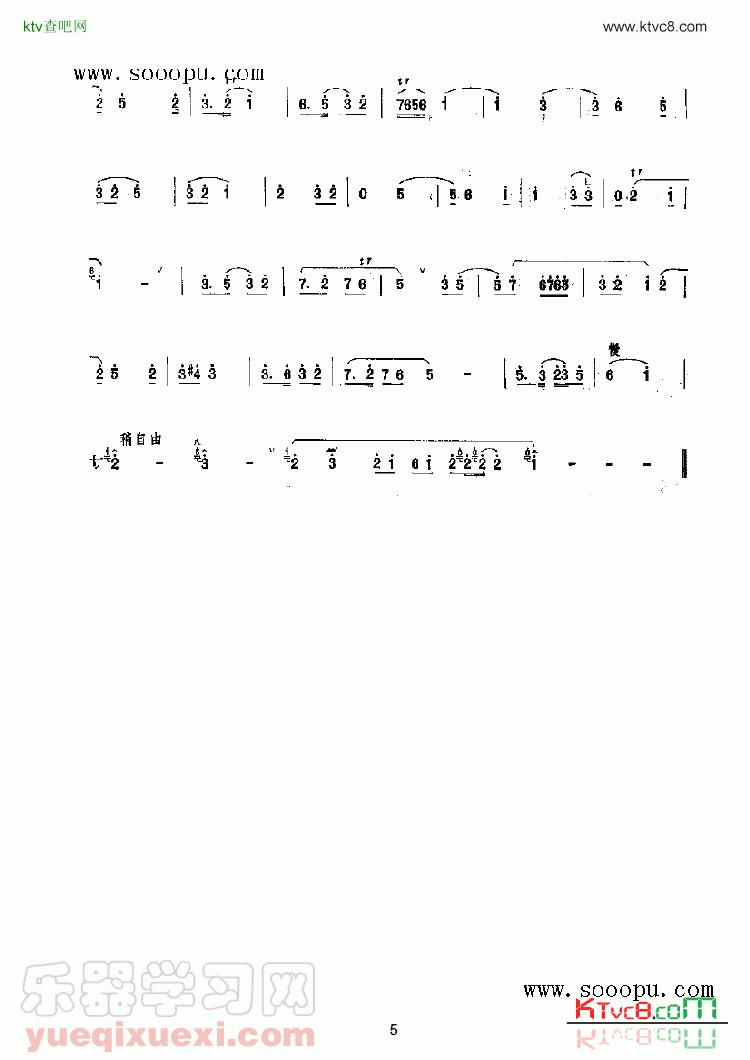 ktv查吧网 www.ktvc8.com
www.sooopu.com
2 5 2 | 3. 2 1 | 6. 5 3 2 | 7656 1 | 1 3 | 3 6 5 |
tr
3 2 5 | 3 2 1 | 2 3 2 | 0 5 | 5 6 1 | 1 3 3 | 0 2 1 |
tr
1 - | 3. 5 3 2 | 7. 2 7 6 | 5 3 5 | 5 7 6765 | 3 2 1 2 |
tr
慢
2 5 2 | 3 #4 3 | 3. 6 3 2 | 7. 2 7 6 5 - | 5. 3 23 5 | 6 1 |
稍自由
2 - 3 - 2 3 2 1 6 1 2 2 2 1 - - -
乐器学习网
yueqixuexi.com
www.sooopu.com
KTvc8.com
5